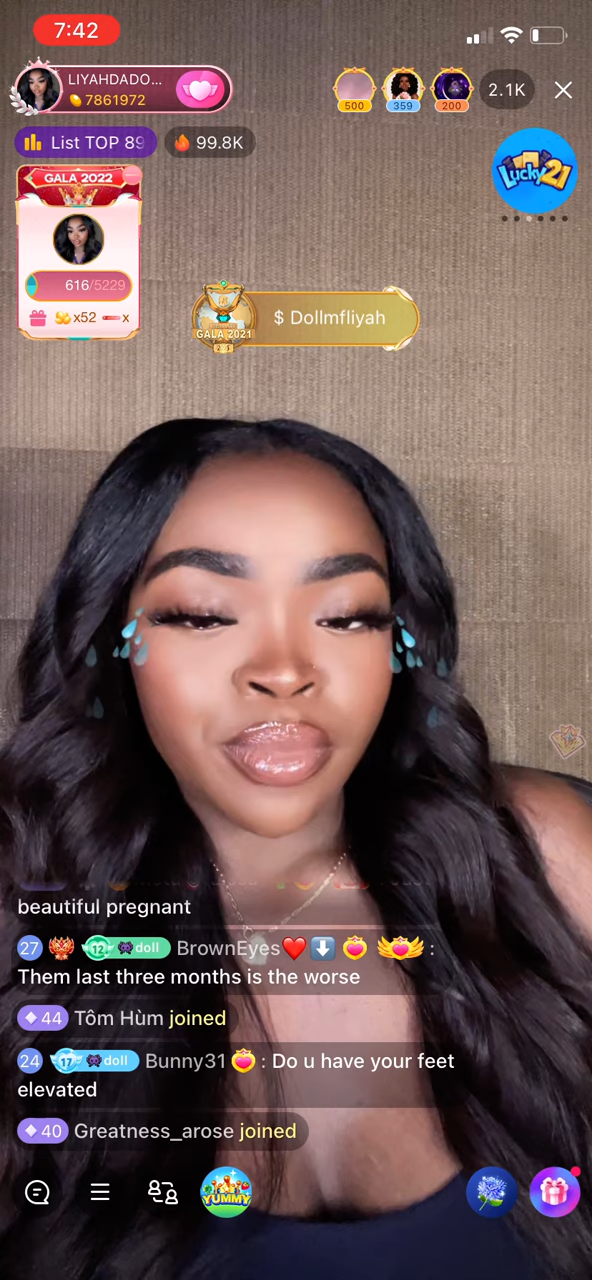 7:42
LIYAHDADO...
7861972
500
359
200
2.1K
List TOP 89
99.8K
Lucky21
GALA 2022
616/5229
x52
x
GALA 2021
$ Dollmfliyah
beautiful pregnant
27 12 doll BrownEyes❤️⬇️ :
Them last three months is the worse
44 Tôm Hùm joined
24 17 doll Bunny31 : Do u have your feet
elevated
40 Greatness_arose joined
YUMMY